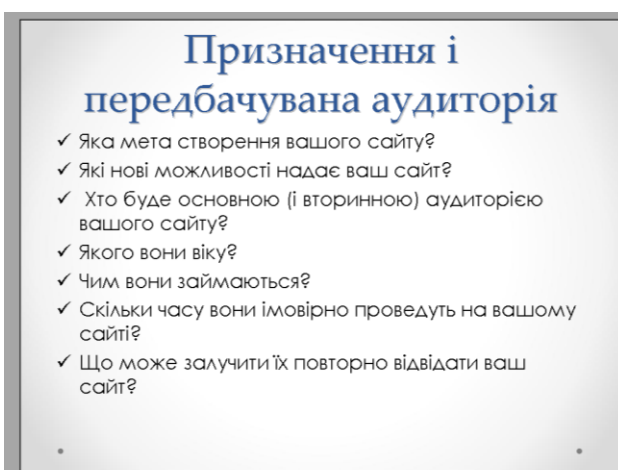 Призначення і
передбачувана аудиторія
✓ Яка мета створення вашого сайту?
✓ Які нові можливості надає ваш сайт?
✓ Хто буде основною (і вторинною) аудиторією
вашого сайту?
✓ Якого вони віку?
✓ Чим вони займаються?
✓ Скільки часу вони імовірно проведуть на вашому
сайті?
✓ Що може залучити їх повторно відвідати ваш
сайт?